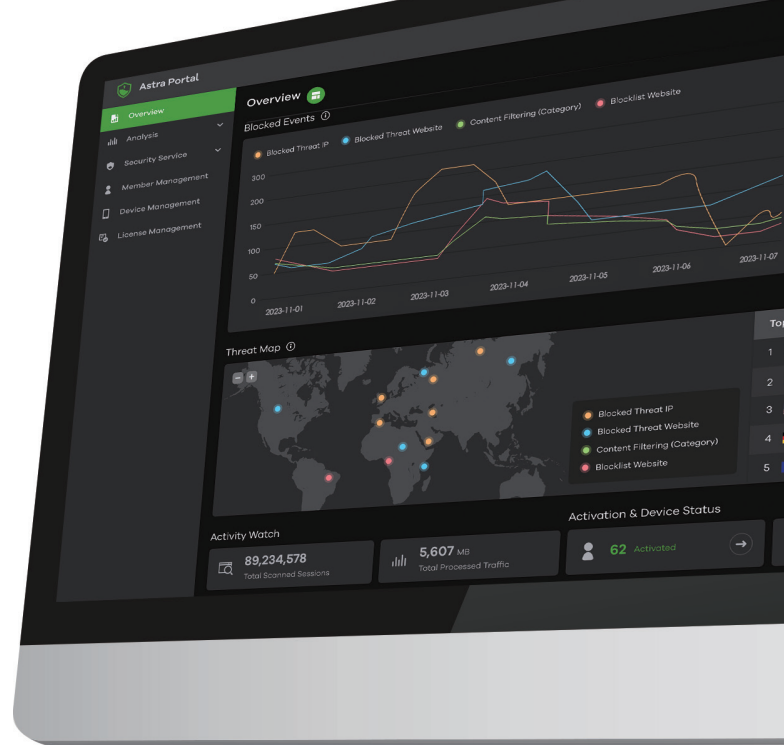 Astra Portal
Overview
Analysis
Security Service
Member Management
Device Management
License Management
Overview
Blocked Events
Blocked Threat IP
Blocked Threat Website
Content Filtering (Category)
Blocklist Website
300
200
150
100
50
0
2023-11-01
2023-11-02
2023-11-03
2023-11-04
2023-11-05
2023-11-06
2023-11-07
Threat Map
Blocked Threat IP
Blocked Threat Website
Content Filtering (Category)
Blocklist Website
1
2
3
4
5
Activity Watch
89,234,578
Total Scanned Sessions
5,607 MB
Total Processed Traffic
Activation & Device Status
62 Activated